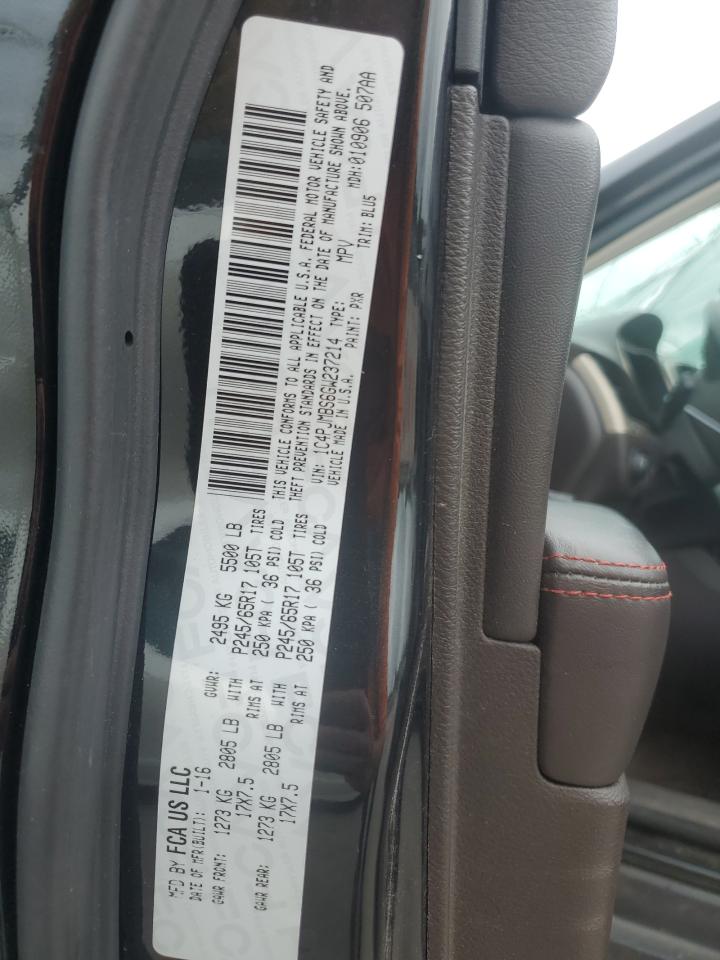 MFD BY FCA US LLC
DATE OF MFR(BUILT): 1-16 GVWR: 2495 KG 5500 LB
GAWR FRONT: 1273 KG 2805 LB WITH P245/65R17 105T TIRES
17X7.5 RIMS AT 250 KPA ( 36 PSI) COLD
GAWR REAR: 1273 KG 2805 LB WITH P245/65R17 105T TIRES
17X7.5 RIMS AT 250 KPA ( 36 PSI) COLD
THIS VEHICLE CONFORMS TO ALL APPLICABLE U.S.A. FEDERAL MOTOR VEHICLE SAFETY AND
THEFT PREVENTION STANDARDS IN EFFECT ON THE DATE OF MANUFACTURE SHOWN ABOVE.
VIN: 1C4PJMBS6GW237214 TYPE: MPV MDH:010906 507AA
VEHICLE MADE IN U.S.A. PAINT: PXR TRIM: BLU5